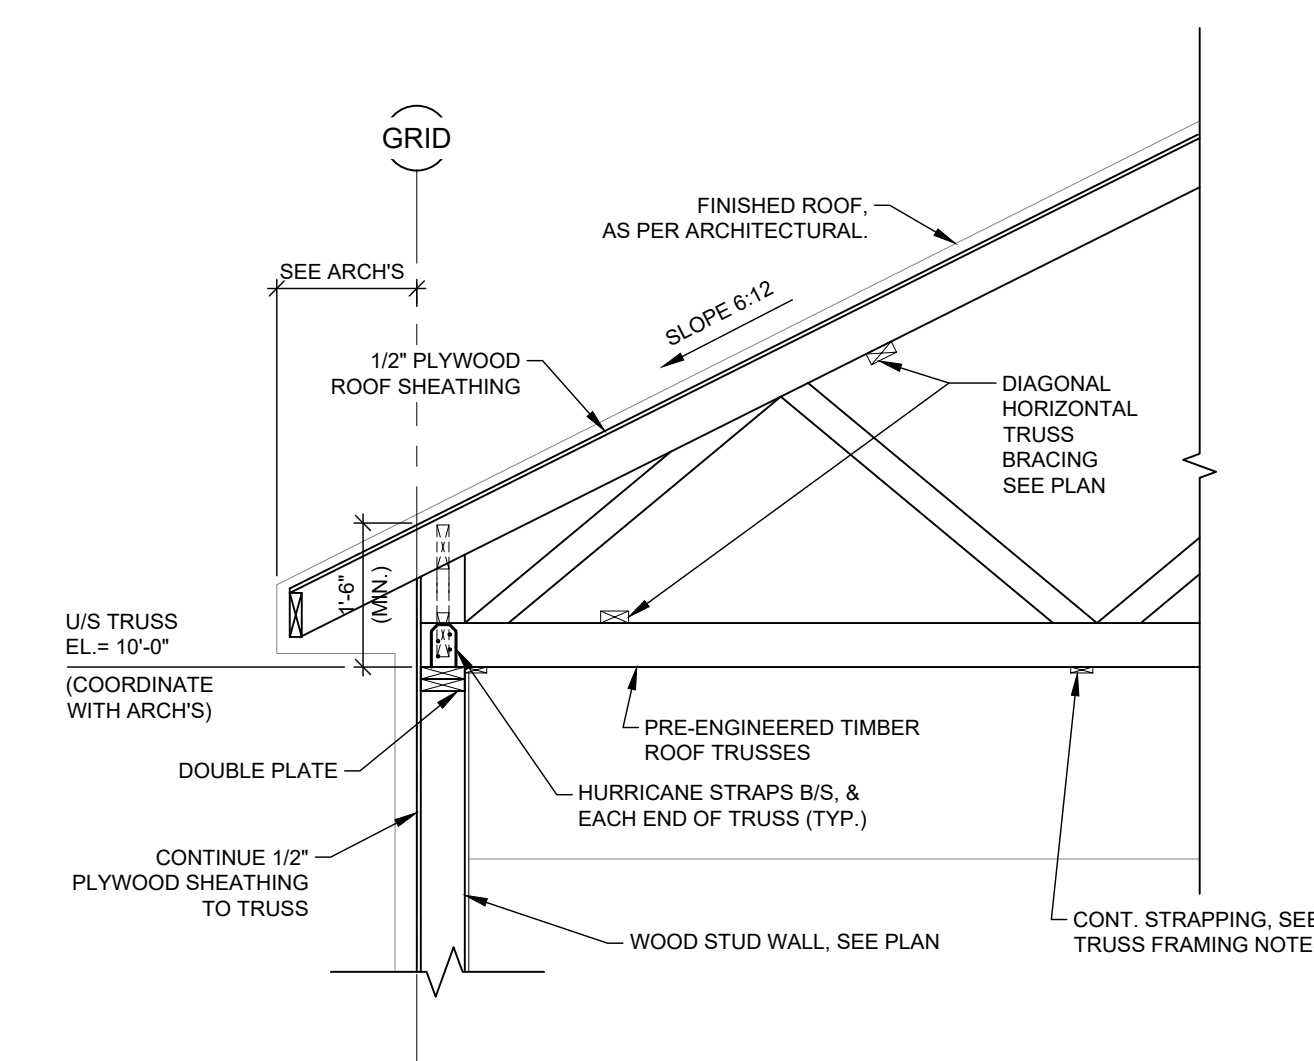 GRID
FINISHED ROOF,
AS PER ARCHITECTURAL.
SEE ARCH'S
SLOPE 6:12
1/2" PLYWOOD
ROOF SHEATHING
DIAGONAL
HORIZONTAL
TRUSS
BRACING
SEE PLAN
1'-6"
(MIN.)
U/S TRUSS
EL.= 10'-0"
(COORDINATE
WITH ARCH'S)
PRE-ENGINEERED TIMBER
ROOF TRUSSES
DOUBLE PLATE
HURRICANE STRAPS B/S, &
EACH END OF TRUSS (TYP.)
CONTINUE 1/2"
PLYWOOD SHEATHING
TO TRUSS
WOOD STUD WALL, SEE PLAN
CONT. STRAPPING, SEE
TRUSS FRAMING NOTE